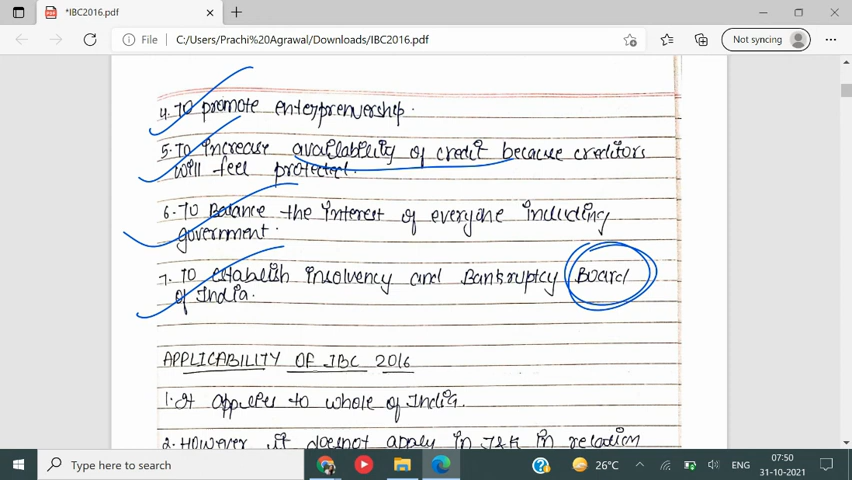 *IBC2016.pdf
File C:/Users/Prachi%20Agrawal/Downloads/IBC2016.pdf Not syncing
4. To promote enterprenuership.
5. To increase availability of credit because creditors
will feel protected.
6. To Balance the interest of everyone including
government.
7. To establish insolvency and Bankruptcy Board
of India.
APPLICABILITY OF IBC 2016
1. It applies to whole of India.
2. However it doesnot apply in J&K in relation
Type here to search 26°C ENG 07:50
31-10-2021